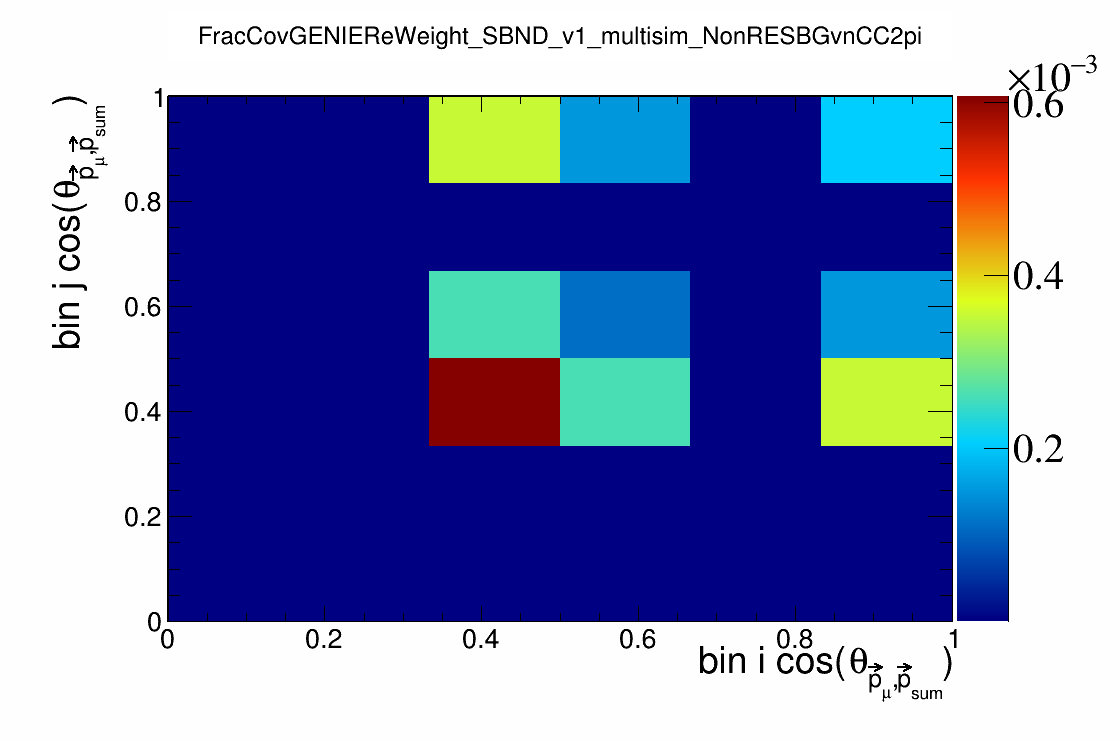 FracCovGENIEReWeight_SBND_v1_multisim_NonRESBGvnCC2pi
×10⁻³
bin j cos(θ p⃗μ,p⃗sum)
1
0.8
0.6
0.4
0.2
0
0 0.2 0.4 0.6 0.8 1
bin i cos(θ p⃗μ,p⃗sum)
0.6
0.4
0.2